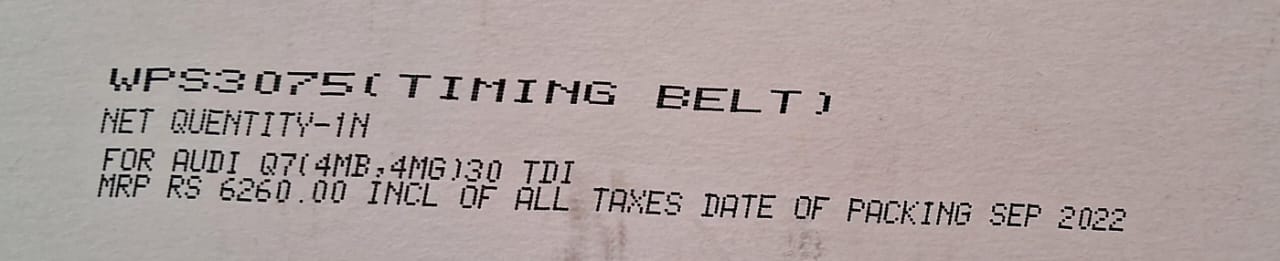 WPS3075(TIMING BELT)
NET QUENTITY-1N
FOR AUDI Q7(4MB,4MG)30 TDI
MRP RS 6260.00 INCL OF ALL TAXES DATE OF PACKING SEP 2022